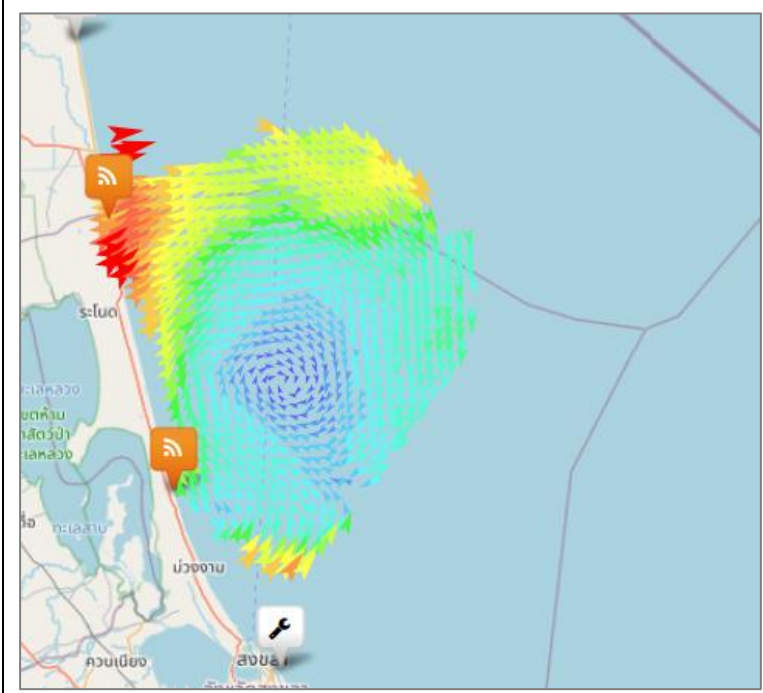 ระโนด
ทะเลหลวง
เขตห้าม
ล่าสัตว์ป่า
ทะเลหลวง
ทะเลสาบ
ม่วงงาม
ควนเนียง
สงขลา